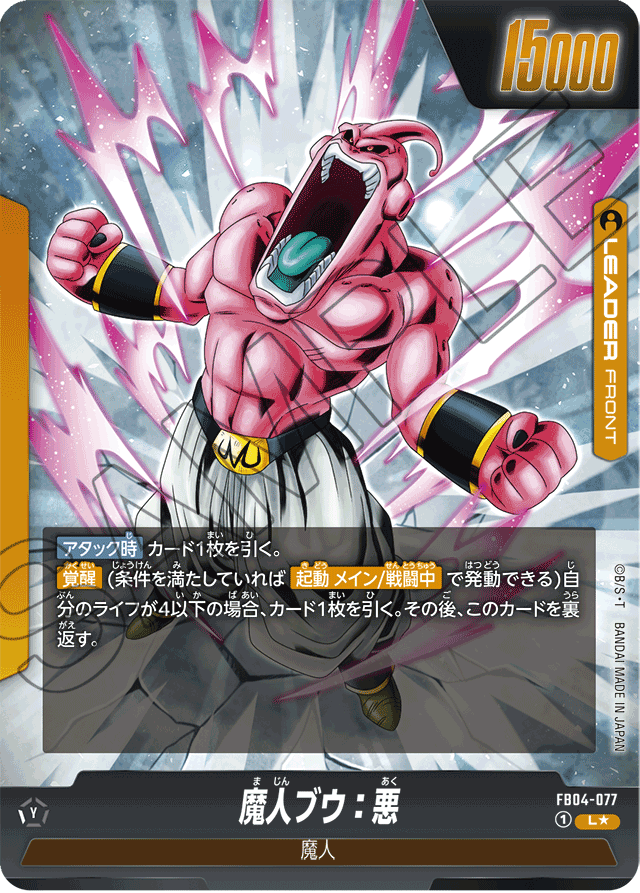 15000
LEADER FRONT
アタック時 カード1枚を引く。
覚醒 (条件を満たしていれば 起動メイン/戦闘中 で発動できる)自
分のライフが4以下の場合、カード1枚を引く。その後、このカードを裏
返す。
©B/S・T BANDAI MADE IN JAPAN
SAMPLE
魔人ブウ:悪
FB04-077
Y
1 L★
魔人